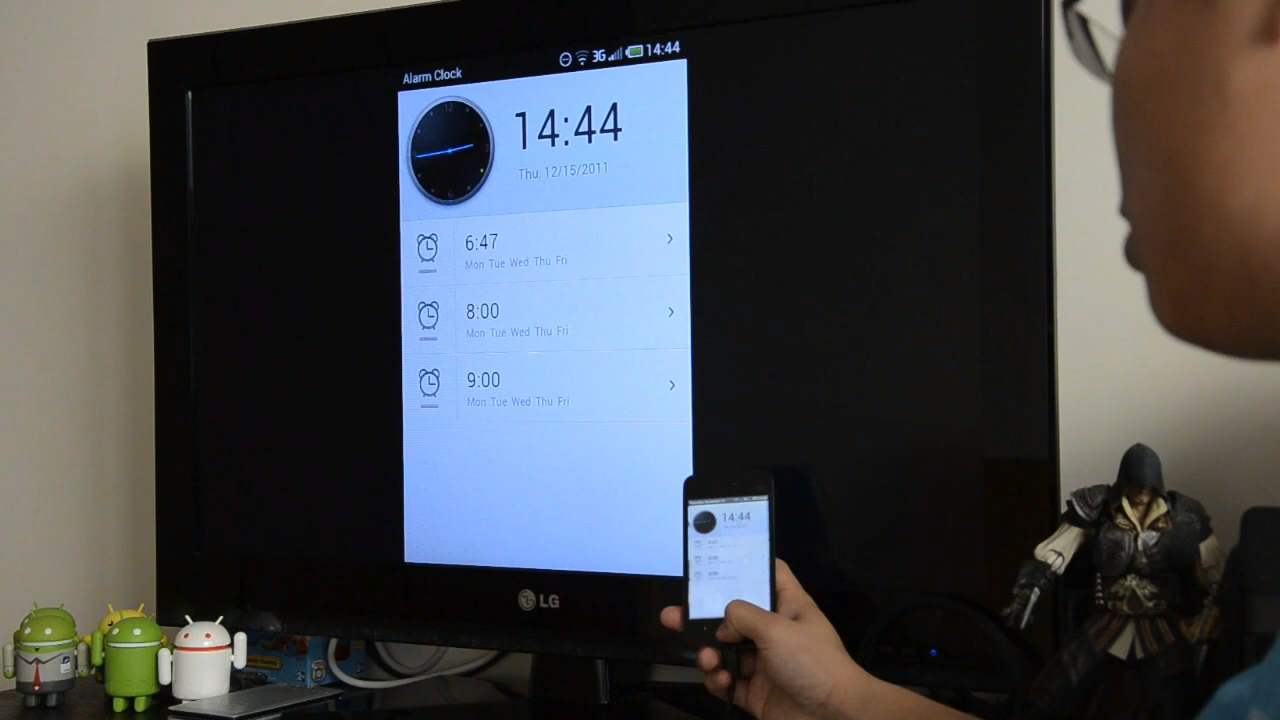 3G 14:44
Alarm Clock
14:44
Thu, 12/15/2011
6:47
Mon Tue Wed Thu Fri
8:00
Mon Tue Wed Thu Fri
9:00
Mon Tue Wed Thu Fri
LG
14:44